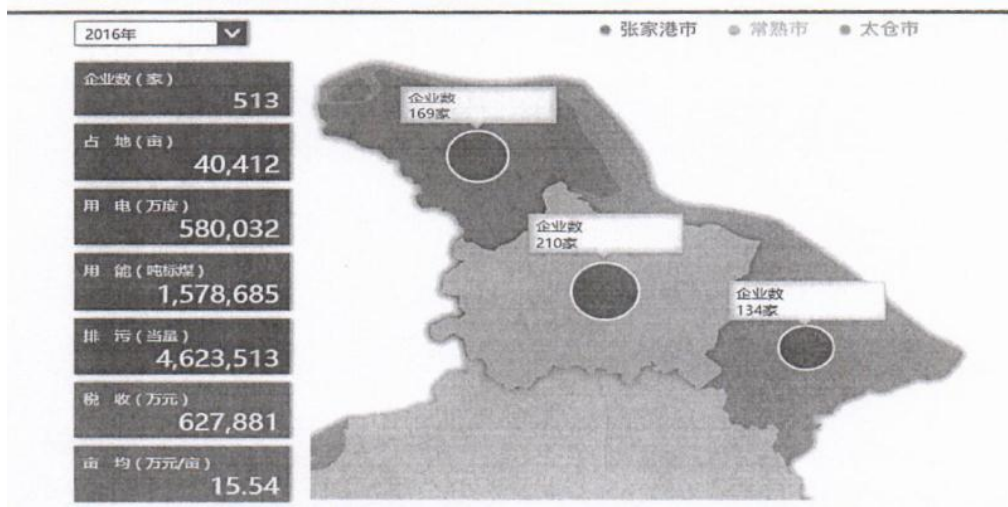 2016年
张家港市 常熟市 太仓市
企业数(家)
513
占 地(亩)
40,412
用 电(万度)
580,032
用 能(吨标煤)
1,578,685
排 污(当量)
4,623,513
税 收(万元)
627,881
亩 均(万元/亩)
15.54
企业数
169家
企业数
210家
企业数
134家